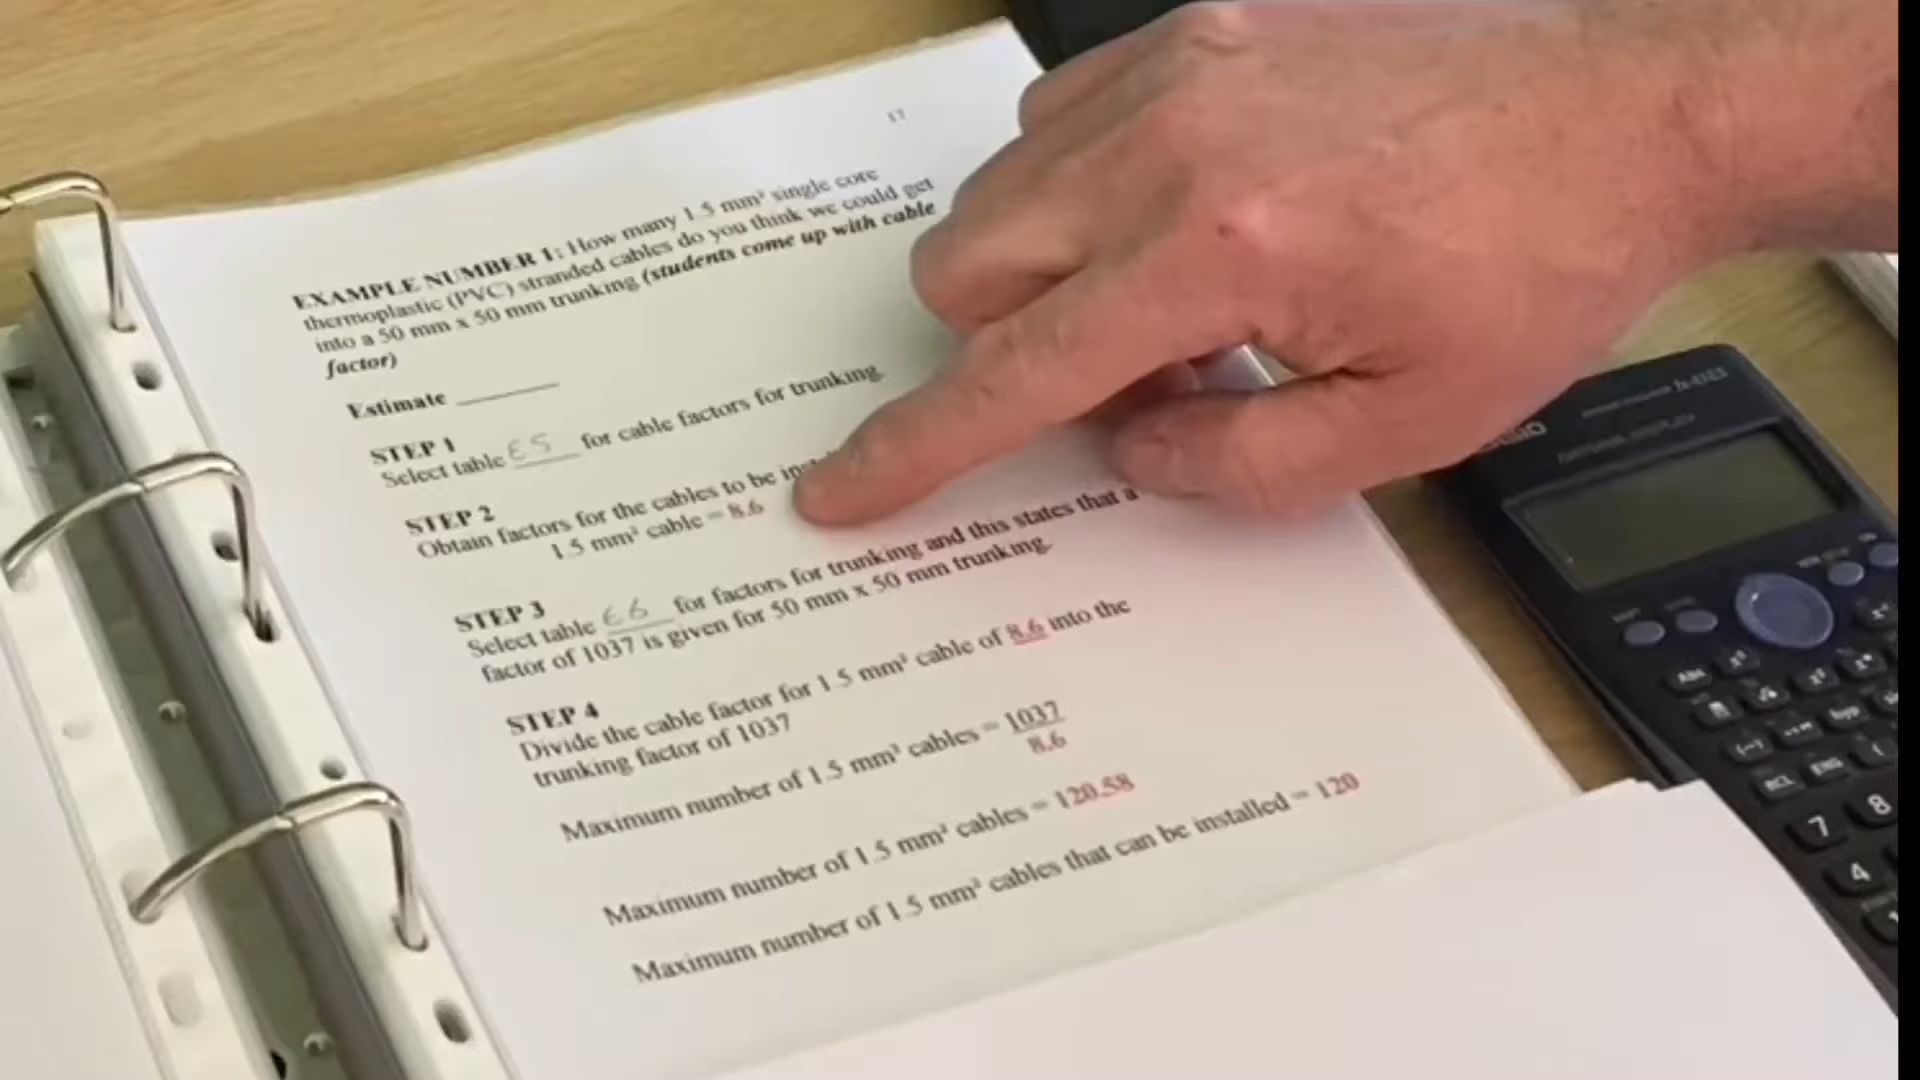 17
EXAMPLE NUMBER 1: How many 1.5 mm² single core
thermoplastic (PVC) stranded cables do you think we could get
into a 50 mm x 50 mm trunking (students come up with cable
factor)
Estimate ________
STEP 1
Select table E5 for cable factors for trunking.
STEP 2
Obtain factors for the cables to be
1.5 mm² cable = 8.6
STEP 3
Select table E6 for factors for trunking and this states that a
factor of 1037 is given for 50 mm x 50 mm trunking.
STEP 4
Divide the cable factor for 1.5 mm² cable of 8.6 into the
trunking factor of 1037
Maximum number of 1.5 mm² cables = 1037
8.6
Maximum number of 1.5 mm² cables = 120.58
Maximum number of 1.5 mm² cables that can be installed = 120
RCL ENG
7 8
4